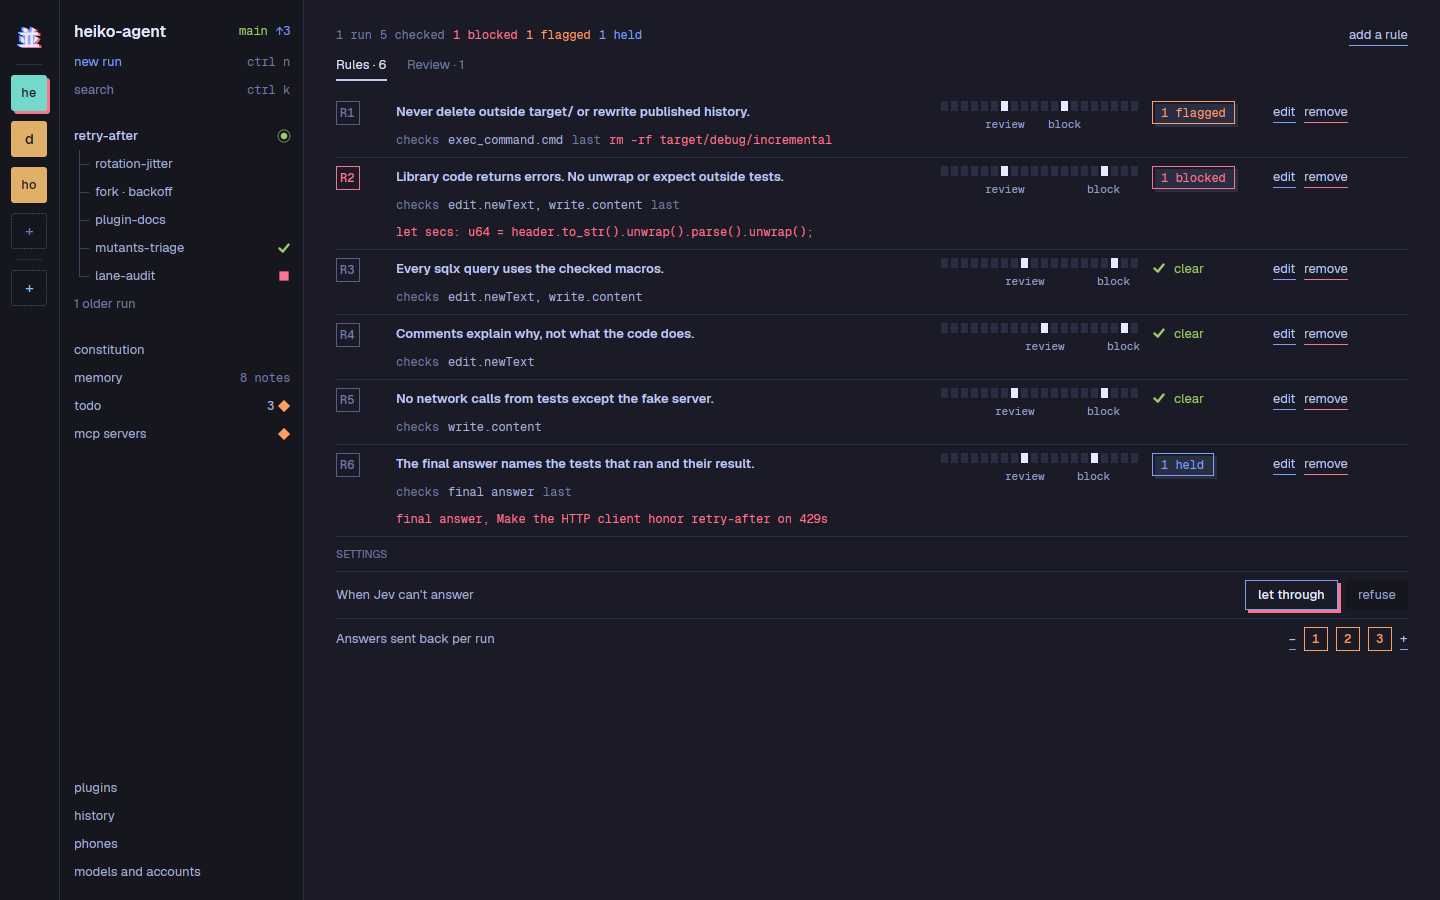 he
d
ho
+
+
heiko-agent main ↑3
new run ctrl n
search ctrl k
retry-after
rotation-jitter
fork · backoff
plugin-docs
mutants-triage
lane-audit
1 older run
constitution
memory 8 notes
todo 3
mcp servers
plugins
history
phones
models and accounts
1 run 5 checked 1 blocked 1 flagged 1 held add a rule
Rules · 6 Review · 1
R1 Never delete outside target/ or rewrite published history. 1 flagged edit remove
review block
checks exec_command.cmd last rm -rf target/debug/incremental
R2 Library code returns errors. No unwrap or expect outside tests. 1 blocked edit remove
review block
checks edit.newText, write.content last
let secs: u64 = header.to_str().unwrap().parse().unwrap();
R3 Every sqlx query uses the checked macros. clear edit remove
review block
checks edit.newText, write.content
R4 Comments explain why, not what the code does. clear edit remove
review block
checks edit.newText
R5 No network calls from tests except the fake server. clear edit remove
review block
checks write.content
R6 The final answer names the tests that ran and their result. 1 held edit remove
review block
checks final answer last
final answer, Make the HTTP client honor retry-after on 429s
SETTINGS
When Jev can't answer let through refuse
Answers sent back per run – 1 2 3 +